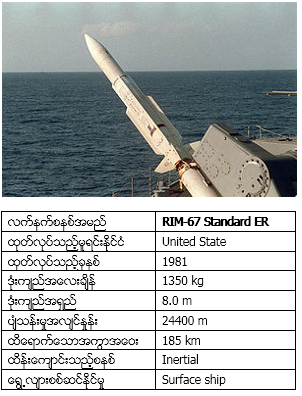 လက်နက်စနစ်အမည် RIM-67 Standard ER
ထုတ်လုပ်သည့်မူရင်းနိုင်ငံ United State
ထုတ်လုပ်သည့်ခုနှစ် 1981
ဒုံးကျည်အလေးချိန် 1350 kg
ဒုံးကျည်အရှည် 8.0 m
ပျံသန်းမှုအလျင်နှုန်း 24400 m
ထိရောက်သောအကွာအဝေး 185 km
ထိန်းကျောင်းသည့်စနစ် Inertial
ရွေ့လျားပစ်ဆင်နိုင်မှု Surface ship